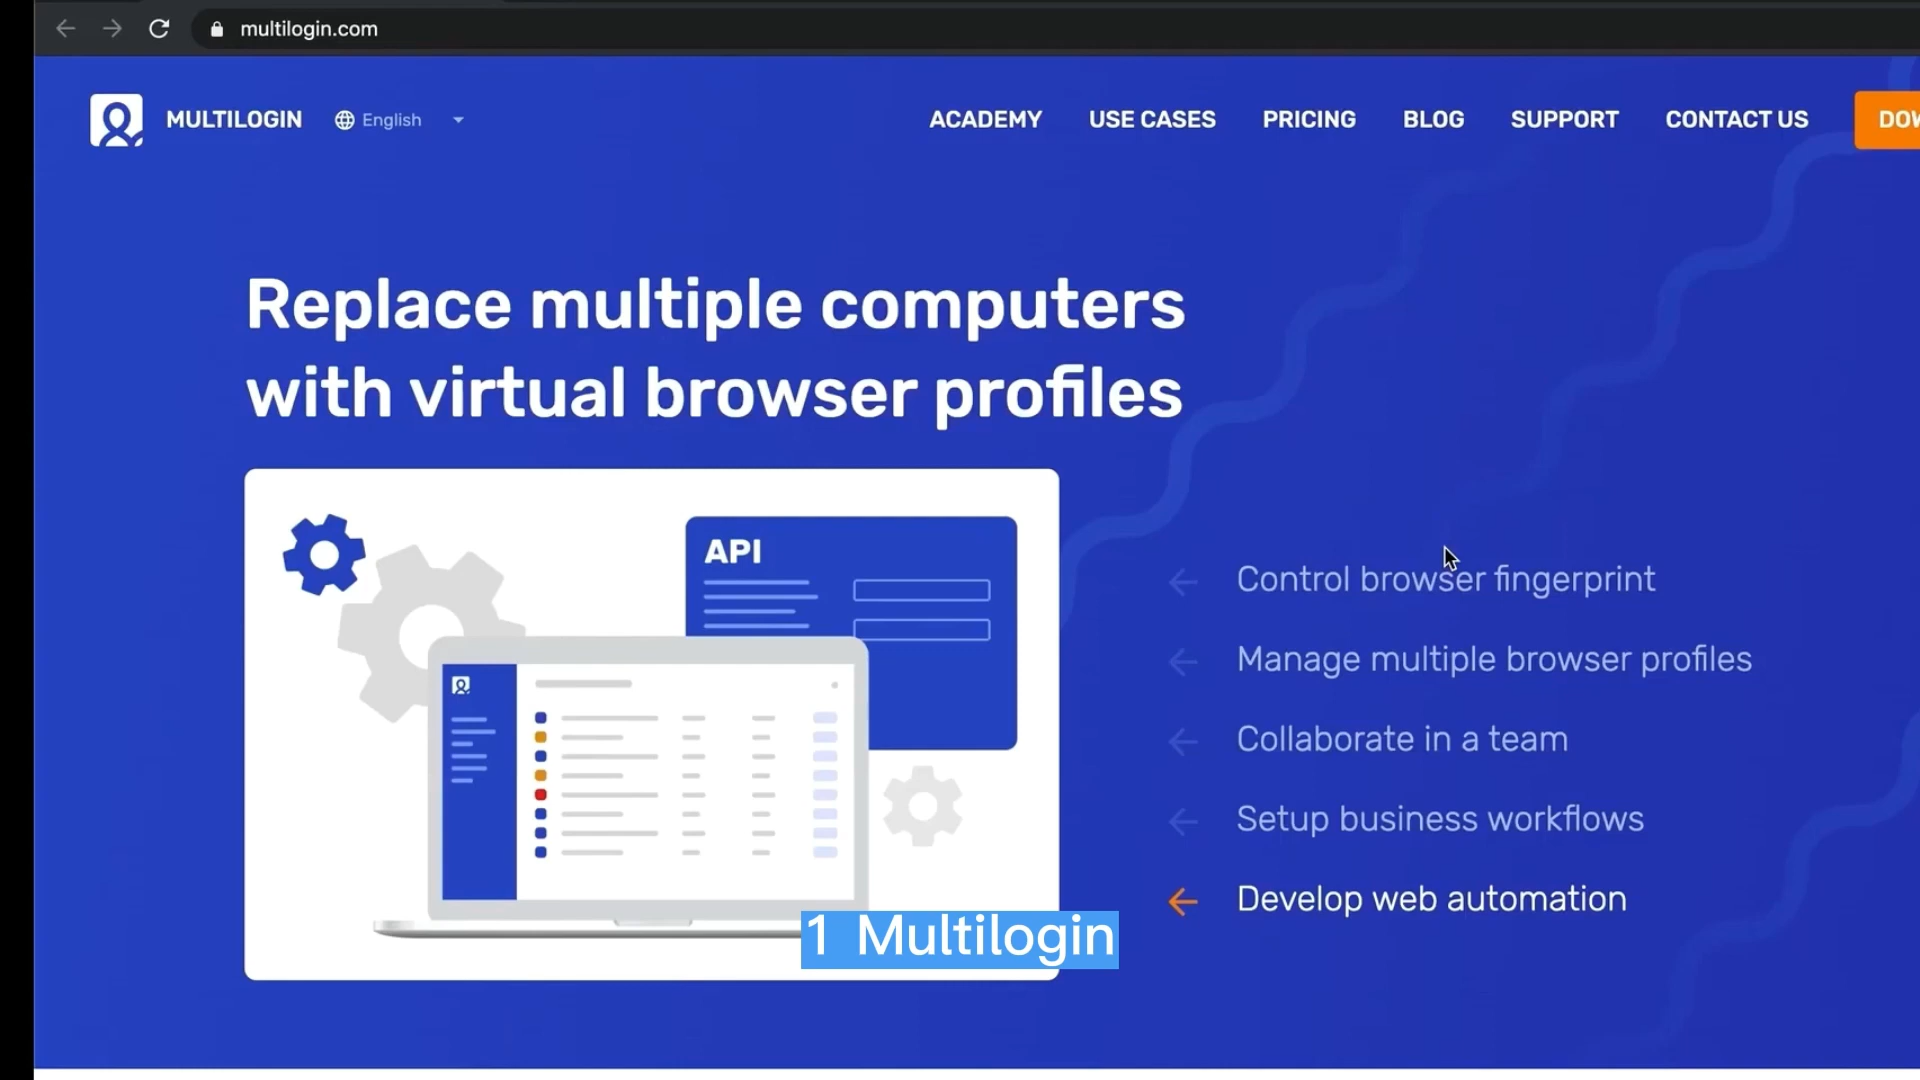 multilogin.com
MULTILOGIN English ACADEMY USE CASES PRICING BLOG SUPPORT CONTACT US
Replace multiple computers
with virtual browser profiles
API
Control browser fingerprint
Manage multiple browser profiles
Collaborate in a team
Setup business workflows
Develop web automation
1 Multilogin